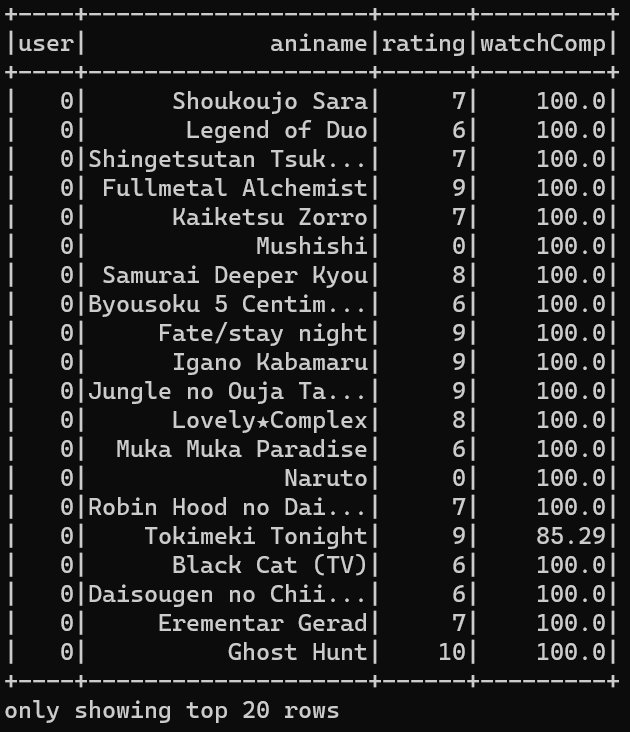 +----+--------------------+------+---------+
|user|             aniname|rating|watchComp|
+----+--------------------+------+---------+
|   0|      Shoukoujo Sara|     7|    100.0|
|   0|       Legend of Duo|     6|    100.0|
|   0|Shingetsutan Tsuk...|     7|    100.0|
|   0| Fullmetal Alchemist|     9|    100.0|
|   0|      Kaiketsu Zorro|     7|    100.0|
|   0|            Mushishi|     0|    100.0|
|   0| Samurai Deeper Kyou|     8|    100.0|
|   0|Byousoku 5 Centim...|     6|    100.0|
|   0|     Fate/stay night|     9|    100.0|
|   0|      Igano Kabamaru|     9|    100.0|
|   0|Jungle no Ouja Ta...|     9|    100.0|
|   0|      Lovely★Complex|     8|    100.0|
|   0|  Muka Muka Paradise|     6|    100.0|
|   0|              Naruto|     0|    100.0|
|   0|Robin Hood no Dai...|     7|    100.0|
|   0|    Tokimeki Tonight|     9|    85.29|
|   0|      Black Cat (TV)|     6|    100.0|
|   0|Daisougen no Chii...|     6|    100.0|
|   0|     Erementar Gerad|     7|    100.0|
|   0|          Ghost Hunt|    10|    100.0|
+----+--------------------+------+---------+
only showing top 20 rows